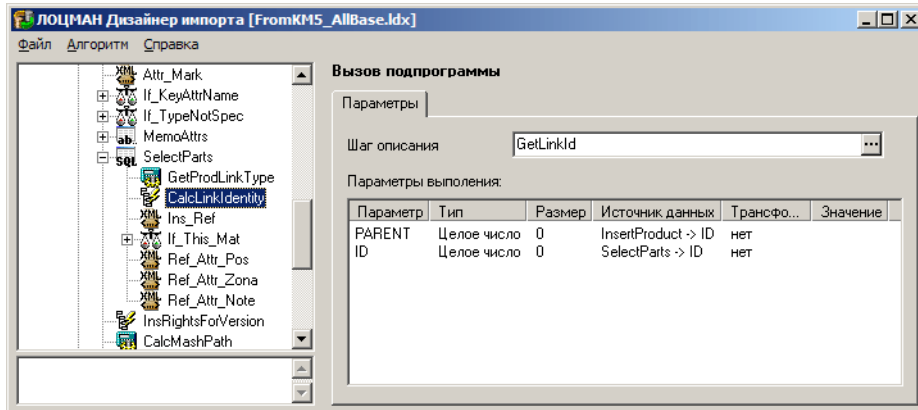 ЛОЦМАН Дизайнер импорта [FromKM5_AllBase.ldx]
Файл Алгоритм Справка
Attr_Mark
If_KeyAttrName
If_TypeNotSpec
MemoAttrs
SelectParts
GetProdLinkType
CalcLinkIdentity
Ins_Ref
If_This_Mat
Ref_Attr_Pos
Ref_Attr_Zona
Ref_Attr_Note
InsRightsForVersion
CalcMashPath
Вызов подпрограммы
Параметры
Шаг описания GetLinkId ...
Параметры выполения:
Параметр Тип Размер Источник данных Трансфо... Значение
PARENT Целое число 0 InsertProduct -> ID нет
ID Целое число 0 SelectParts -> ID нет